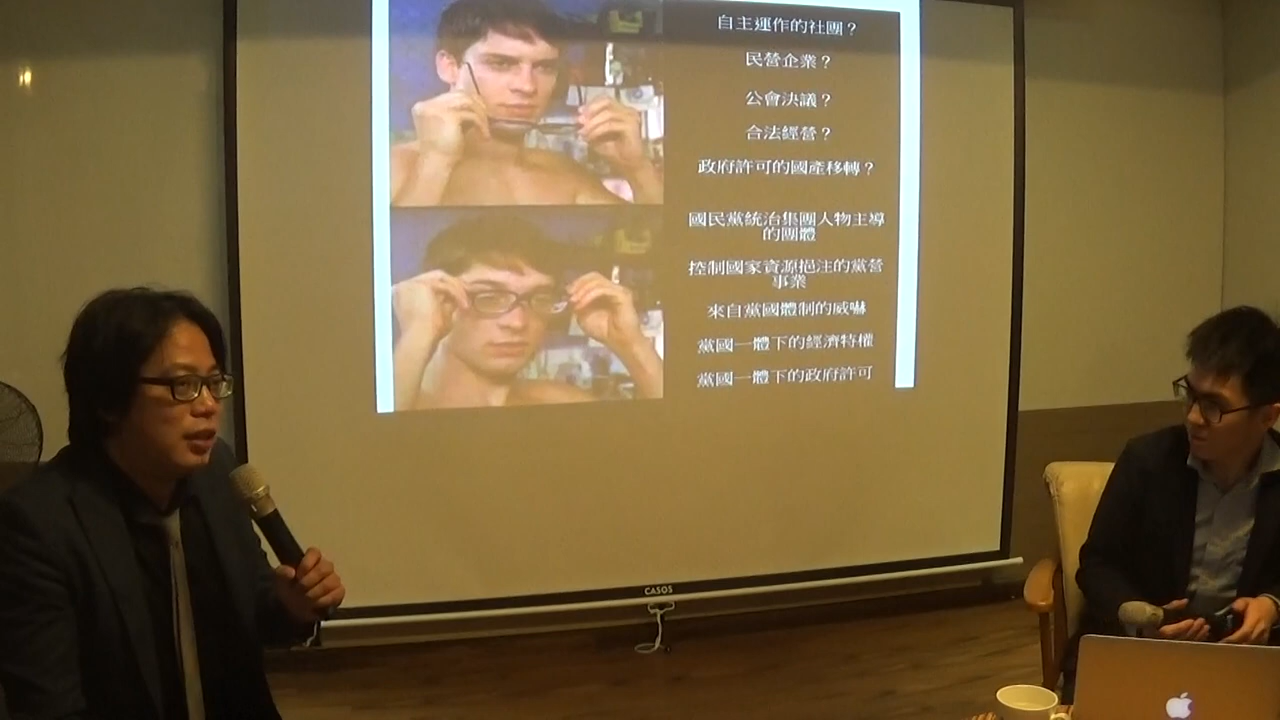 自主運作的社團？
民營企業？
公會決議？
合法經營？
政府許可的國產移轉？
國民黨統治集團人物主導
的團體
控制國家資源挹注的黨營
事業
來自黨國體制的威嚇
黨國一體下的經濟特權
黨國一體下的政府許可
CASOS